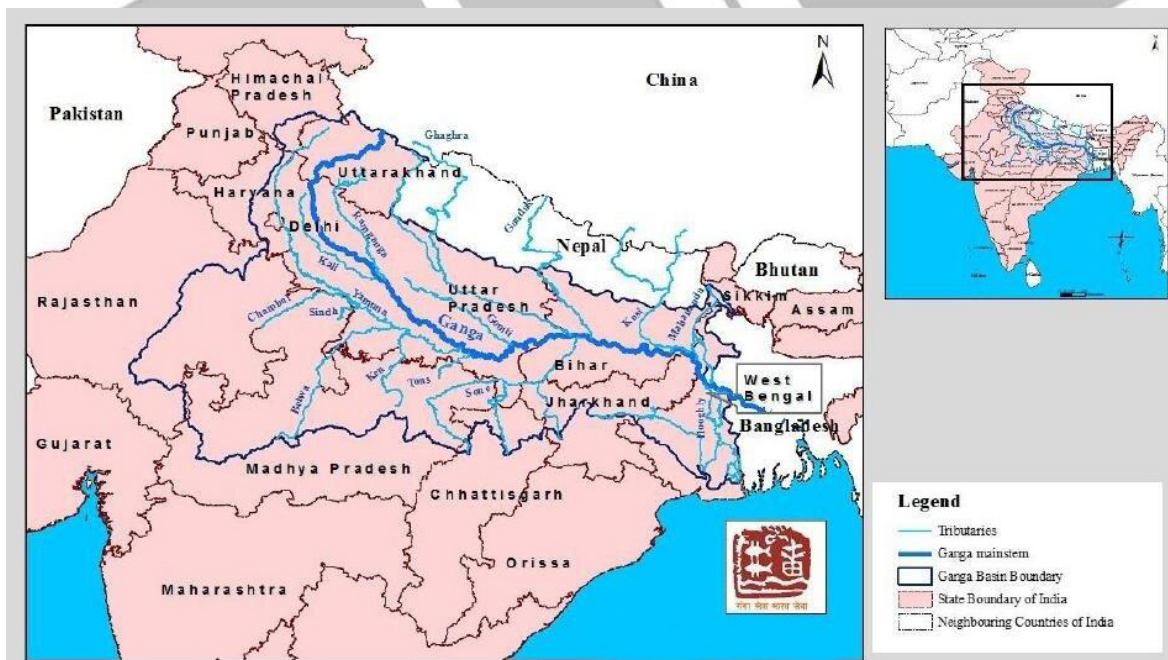 N
China
Pakistan
Himachal
Pradesh
Punjab
Ghaghra
Uttarakhand
Haryana
Delhi
Ramganga
Gandak
Nepal
Kali
Bhutan
Rajasthan
Uttar
Pradesh
Sikkim
Assam
Chambal
Sindh
Yamuna
Ganga
Gomti
Kosi
Mahananda
Bihar
Ken
Tons
Sone
Betwa
Jharkhand
West
Bengal
Hooghly
Bangladesh
Gujarat
Madhya Pradesh
Chhattisgarh
Orissa
Maharashtra
गंगा सेवा भारत सेवा
Legend
Tributaries
Ganga mainstem
Ganga Basin Boundary
State Boundary of India
Neighbouring Countries of India